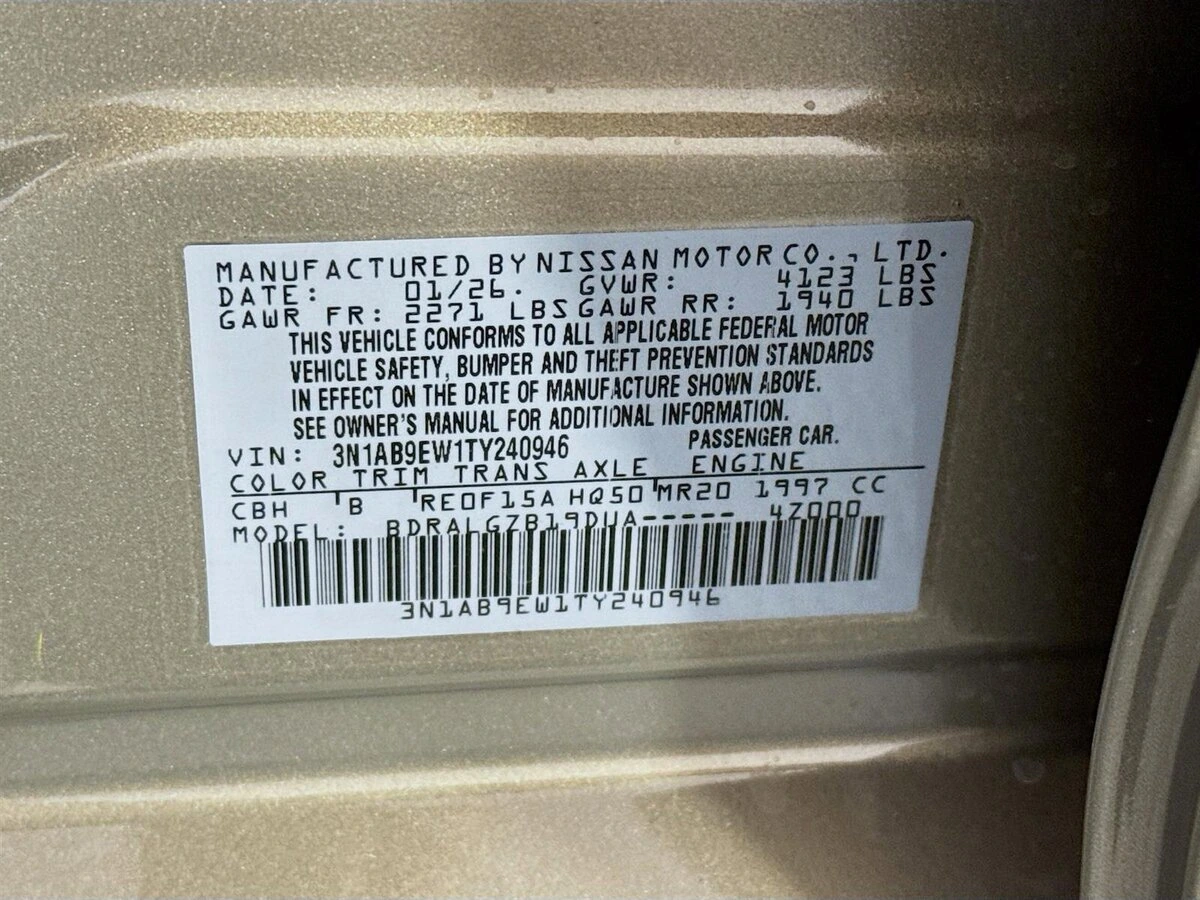 MANUFACTURED BY NISSAN MOTOR CO., LTD.
DATE: 01/26. GVWR: 4123 LBS
GAWR FR: 2271 LBS GAWR RR: 1940 LBS
THIS VEHICLE CONFORMS TO ALL APPLICABLE FEDERAL MOTOR
VEHICLE SAFETY, BUMPER AND THEFT PREVENTION STANDARDS
IN EFFECT ON THE DATE OF MANUFACTURE SHOWN ABOVE.
SEE OWNER'S MANUAL FOR ADDITIONAL INFORMATION.
VIN: 3N1AB9EW1TY240946 PASSENGER CAR.
COLOR TRIM TRANS AXLE ENGINE
CBH B RE0F15A HQ50 MR20 1997 CC
MODEL: BDRALGZB19DUA----- 4Z000
3N1AB9EW1TY240946